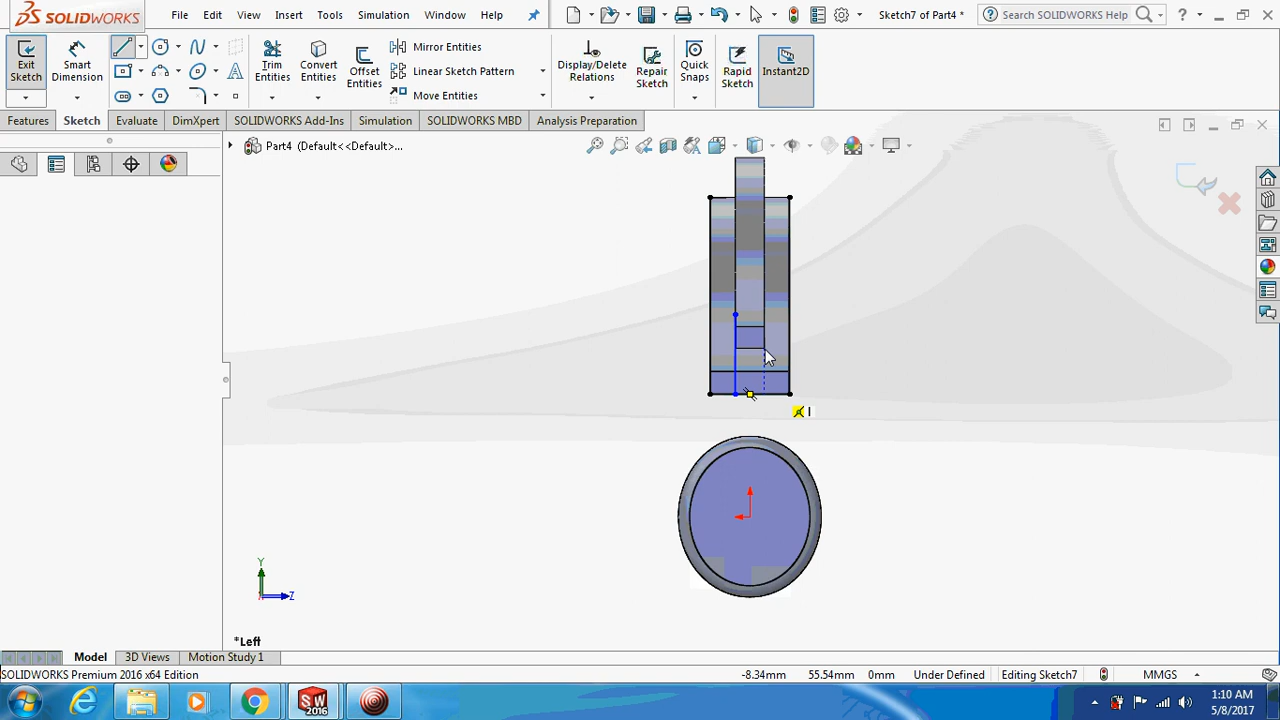 SOLIDWORKS File Edit View Insert Tools Simulation Window Help Sketch7 of Part4 * Search SOLIDWORKS Help ?
Exit Sketch Smart Dimension Trim Entities Convert Entities Offset Entities Mirror Entities Linear Sketch Pattern Move Entities Display/Delete Relations Repair Sketch Quick Snaps Rapid Sketch Instant2D
Features Sketch Evaluate DimXpert SOLIDWORKS Add-Ins Simulation SOLIDWORKS MBD Analysis Preparation
Part4 (Default<<Default>...
Y
Z
*Left
Model 3D Views Motion Study 1
SOLIDWORKS Premium 2016 x64 Edition -8.34mm 55.54mm 0mm Under Defined Editing Sketch7 MMGS
SW 2016
1:10 AM
5/8/2017